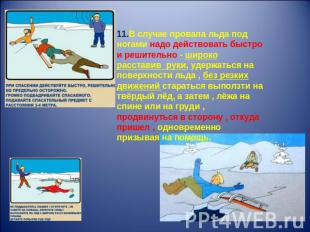 11.В случае провала льда под
ногами надо действовать быстро
и решительно - широко
расставив руки, удержаться на
поверхности льда , без резких
движений стараться выползти на
твёрдый лёд, а затем , лёжа на
спине или на груди ,
продвинуться в сторону , откуда
пришел , одновременно
призывая на помощь.
ПРИ СПАСЕНИИ ДЕЙСТВУЙТЕ БЫСТРО, РЕШИТЕЛЬНО,
НО ПРЕДЕЛЬНО ОСТОРОЖНО.
ГРОМКО ПОДБАДРИВАЙТЕ СПАСАЕМОГО.
ПОДАВАЙТЕ СПАСАТЕЛЬНЫЙ ПРЕДМЕТ С
РАССТОЯНИЯ 3-4 МЕТРА.
PPT4WEB.ru